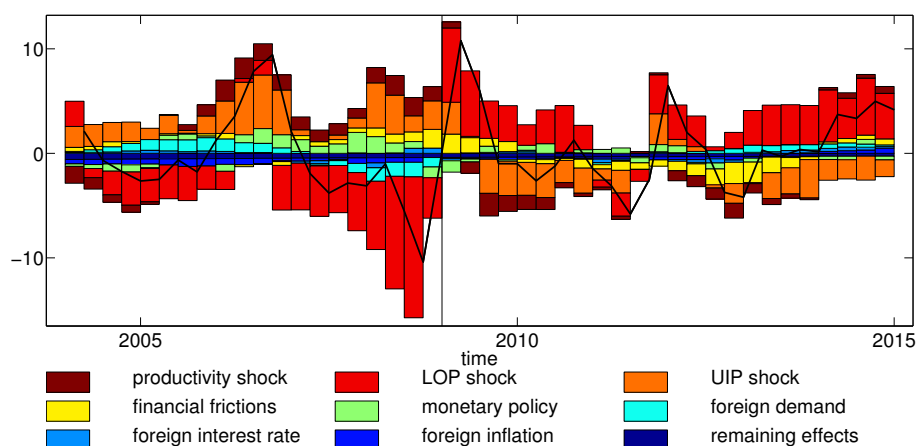 10
0
−10
2005 2010 2015
time
productivity shock LOP shock UIP shock
financial frictions monetary policy foreign demand
foreign interest rate foreign inflation remaining effects